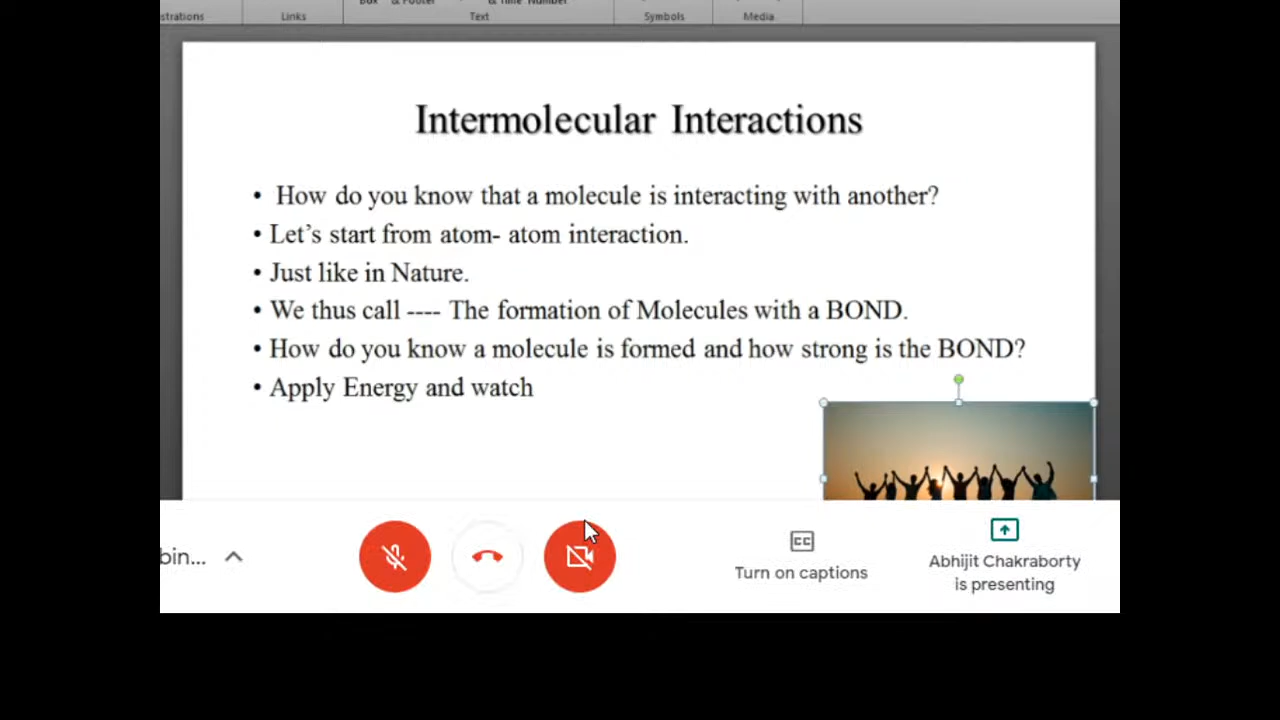 strations
Links
Text
Symbols
Media
Intermolecular Interactions
• How do you know that a molecule is interacting with another?
• Let’s start from atom- atom interaction.
• Just like in Nature.
• We thus call ---- The formation of Molecules with a BOND.
• How do you know a molecule is formed and how strong is the BOND?
• Apply Energy and watch
bin...
CC
Turn on captions
Abhijit Chakraborty
is presenting